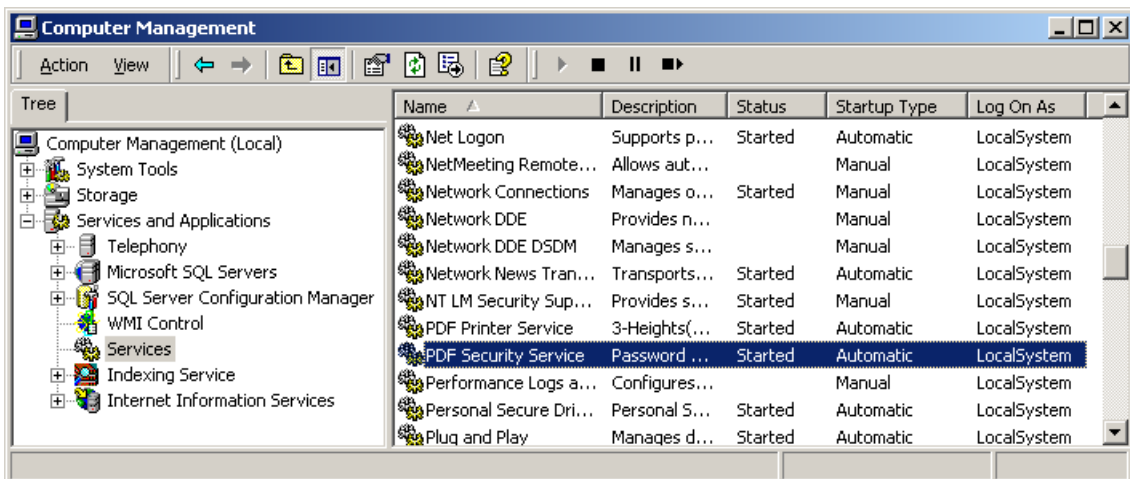 Computer Management
Action View
Tree
Computer Management (Local)
System Tools
Storage
Services and Applications
Telephony
Microsoft SQL Servers
SQL Server Configuration Manager
WMI Control
Services
Indexing Service
Internet Information Services
Name Description Status Startup Type Log On As
Net Logon Supports p... Started Automatic LocalSystem
NetMeeting Remote... Allows aut... Manual LocalSystem
Network Connections Manages o... Started Manual LocalSystem
Network DDE Provides n... Manual LocalSystem
Network DDE DSDM Manages s... Manual LocalSystem
Network News Tran... Transports... Started Automatic LocalSystem
NT LM Security Sup... Provides s... Started Manual LocalSystem
PDF Printer Service 3-Heights(... Started Automatic LocalSystem
PDF Security Service Password ... Started Automatic LocalSystem
Performance Logs a... Configures... Manual LocalSystem
Personal Secure Dri... Personal S... Started Automatic LocalSystem
Plug and Play Manages d... Started Automatic LocalSystem